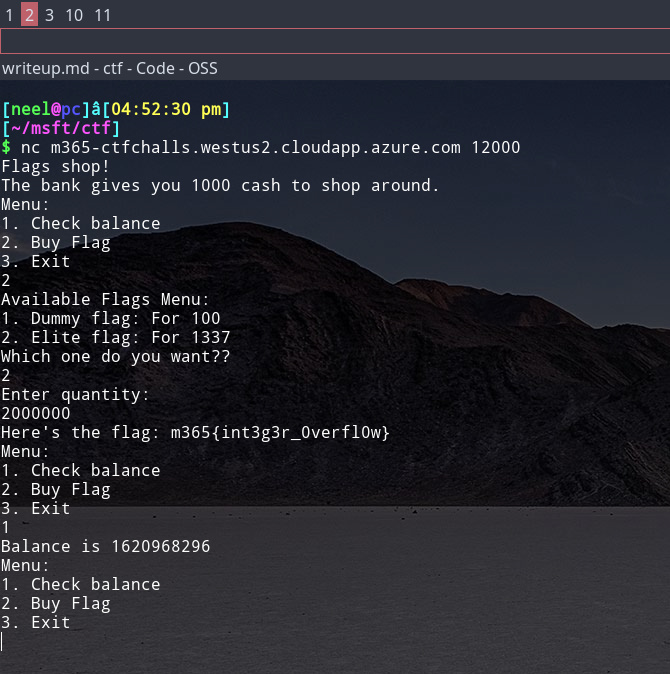 1 2 3 10 11
writeup.md - ctf - Code - OSS
[neel@pc]â[04:52:30 pm]
[~/msft/ctf]
$ nc m365-ctfchalls.westus2.cloudapp.azure.com 12000
Flags shop!
The bank gives you 1000 cash to shop around.
Menu:
1. Check balance
2. Buy Flag
3. Exit
2
Available Flags Menu:
1. Dummy flag: For 100
2. Elite flag: For 1337
Which one do you want??
2
Enter quantity:
2000000
Here's the flag: m365{int3g3r_0verfl0w}
Menu:
1. Check balance
2. Buy Flag
3. Exit
1
Balance is 1620968296
Menu:
1. Check balance
2. Buy Flag
3. Exit